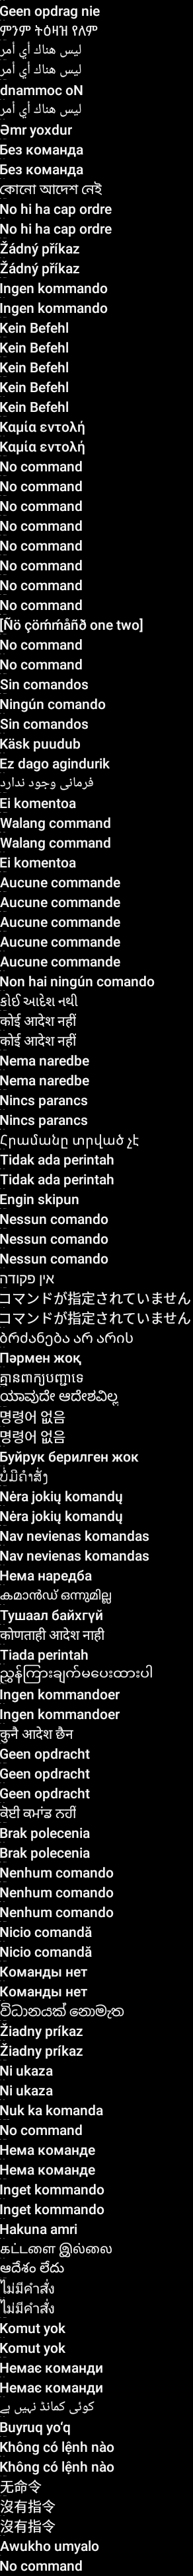 Geen opdrag nie
ምንም ትዕዛዝ የለም
ليس هناك أي أمر
ليس هناك أي أمر
dnammoc oN
ليس هناك أي أمر
Əmr yoxdur
Без команда
Без команда
কোনো আদেশ নেই
No hi ha cap ordre
No hi ha cap ordre
Žádný příkaz
Žádný příkaz
Ingen kommando
Ingen kommando
Kein Befehl
Kein Befehl
Kein Befehl
Kein Befehl
Kein Befehl
Καμία εντολή
Καμία εντολή
No command
No command
No command
No command
No command
No command
No command
No command
[Ñö çöḿḿåñð one two]
No command
No command
Sin comandos
Ningún comando
Sin comandos
Käsk puudub
Ez dago agindurik
فرمانی وجود ندارد
Ei komentoa
Walang command
Walang command
Ei komentoa
Aucune commande
Aucune commande
Aucune commande
Aucune commande
Aucune commande
Non hai ningún comando
કોઈ આદેશ નથી
कोई आदेश नहीं
कोई आदेश नहीं
Nema naredbe
Nema naredbe
Nincs parancs
Nincs parancs
Հրամանը տրված չէ
Tidak ada perintah
Tidak ada perintah
Engin skipun
Nessun comando
Nessun comando
Nessun comando
אין פקודה
コマンドが指定されていません
コマンドが指定されていません
ბრძანება არ არის
Пәрмен жоқ
គ្មានពាក្យបញ្ជាទេ
ಯಾವುದೇ ಆದೇಶವಿಲ್ಲ
명령어 없음
명령어 없음
Буйрук берилген жок
ບໍ່ມີຄຳສັ່ງ
Nėra jokių komandų
Nėra jokių komandų
Nav nevienas komandas
Nav nevienas komandas
Нема наредба
കമാൻഡ് ഒന്നുമില്ല
Тушаал байхгүй
कोणताही आदेश नाही
Tiada perintah
ညွှန်ကြားချက်မပေးထားပါ
Ingen kommandoer
Ingen kommandoer
कुनै आदेश छैन
Geen opdracht
Geen opdracht
Geen opdracht
ਕੋਈ ਕਮਾਂਡ ਨਹੀਂ
Brak polecenia
Brak polecenia
Nenhum comando
Nenhum comando
Nenhum comando
Nicio comandă
Nicio comandă
Команды нет
Команды нет
විධානයක් නොමැත
Žiadny príkaz
Žiadny príkaz
Ni ukaza
Ni ukaza
Nuk ka komanda
No command
Нема команде
Нема команде
Inget kommando
Inget kommando
Hakuna amri
கட்டளை இல்லை
ఆదేశం లేదు
ไม่มีคำสั่ง
ไม่มีคำสั่ง
Komut yok
Komut yok
Немає команди
Немає команди
کوئی کمانڈ نہیں ہے
Buyruq yo‘q
Không có lệnh nào
Không có lệnh nào
无命令
沒有指令
沒有指令
Awukho umyalo
No command